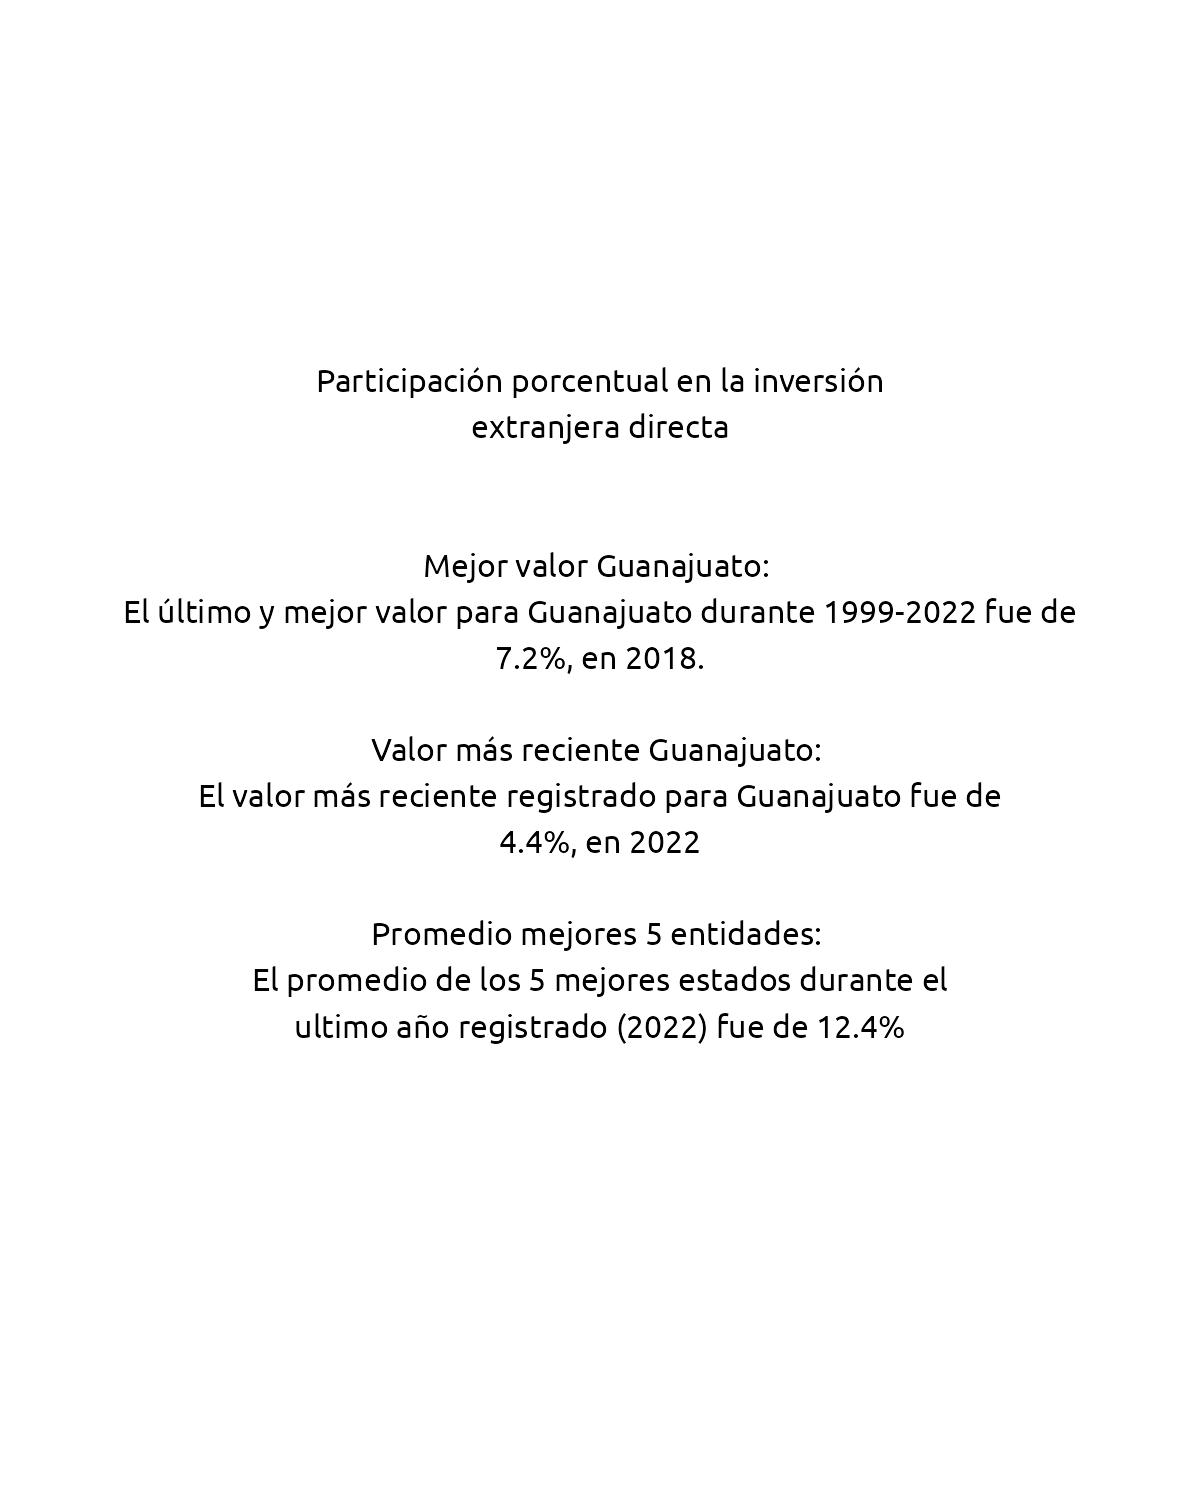 Participación porcentual en la inversión
extranjera directa
Mejor valor Guanajuato:
El último y mejor valor para Guanajuato durante 1999-2022 fue de
7.2%, en 2018.
Valor más reciente Guanajuato:
El valor más reciente registrado para Guanajuato fue de
4.4%, en 2022
Promedio mejores 5 entidades:
El promedio de los 5 mejores estados durante el
ultimo año registrado (2022) fue de 12.4%